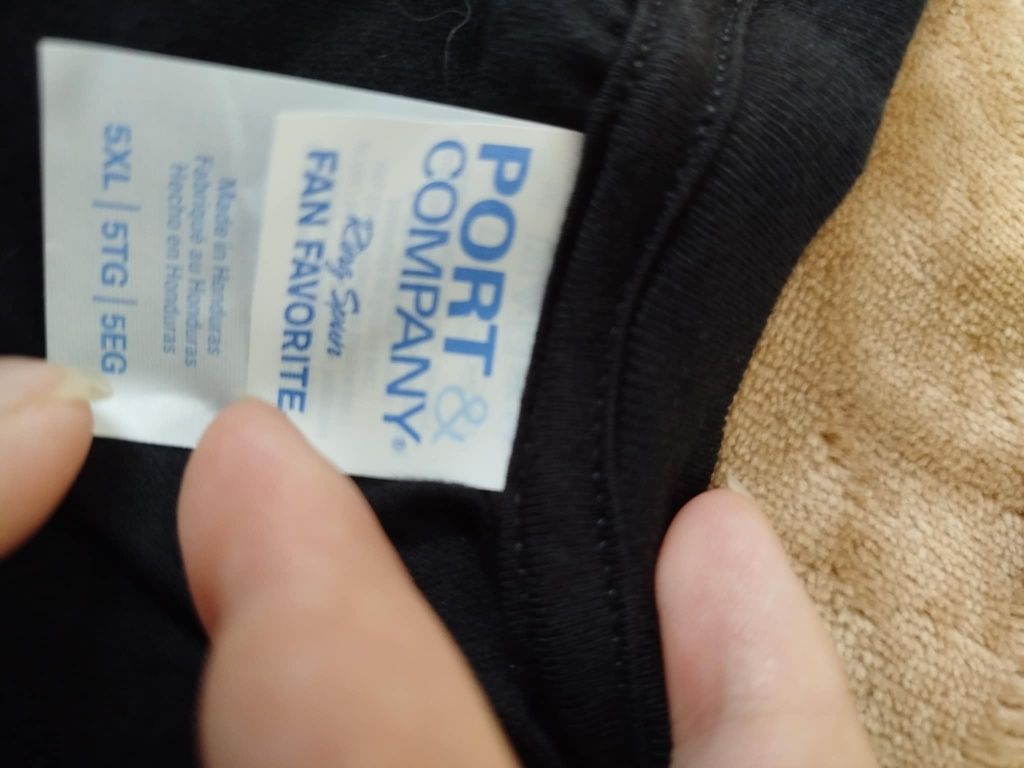 PORT &
COMPANY®
Ring Spun
FAN FAVORITE
Made in Honduras
Fabriqué au Honduras
Hecho en Honduras
5XL | 5TG | 5EG